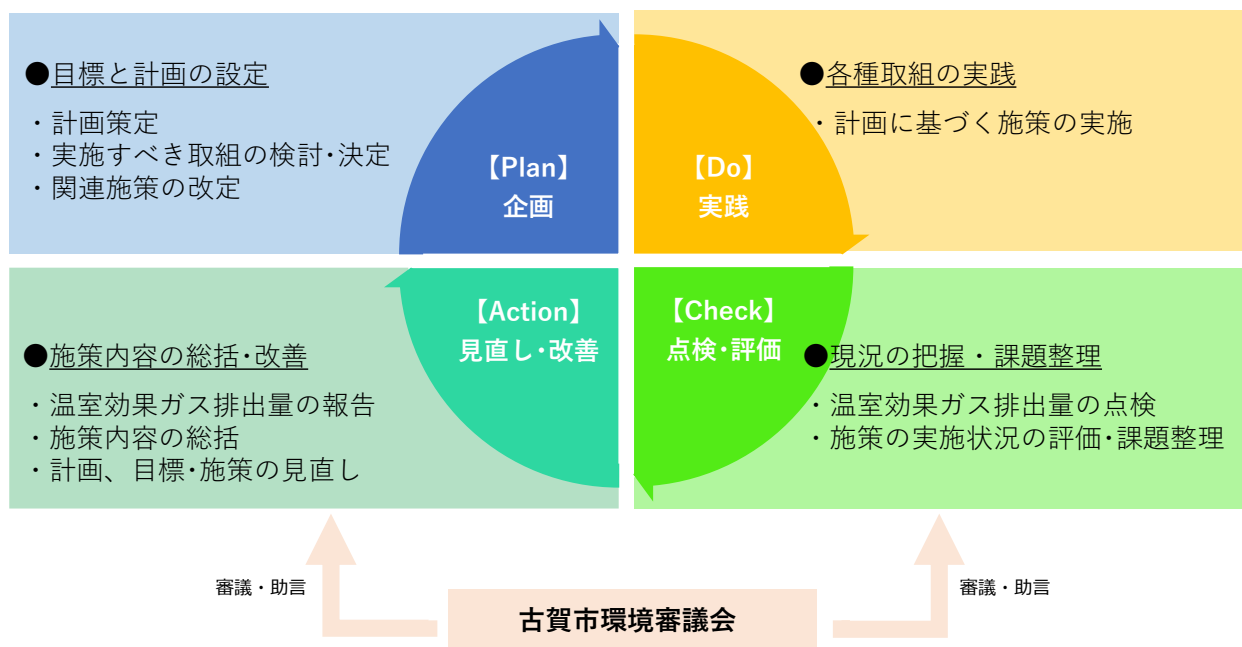 ●目標と計画の設定
・計画策定
・実施すべき取組の検討･決定
・関連施策の改定
【Plan】
企画
【Do】
実践
●各種取組の実践
・計画に基づく施策の実施
●施策内容の総括･改善
・温室効果ガス排出量の報告
・施策内容の総括
・計画、目標･施策の見直し
【Action】
見直し･改善
【Check】
点検･評価
●現況の把握・課題整理
・温室効果ガス排出量の点検
・施策の実施状況の評価･課題整理
審議・助言
古賀市環境審議会
審議・助言